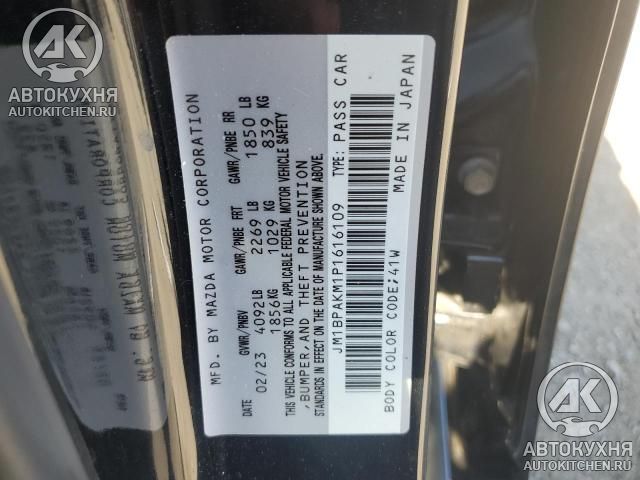 MFD. BY MAZDA MOTOR CORPORATION
GVWR/PNBV GAWR/PNBE FRT GAWR/PNBE RR
DATE 02/23 4092LB 2269 LB 1850 LB
1856KG 1029 KG 839 KG
THIS VEHICLE CONFORMS TO ALL APPLICABLE FEDERAL MOTOR VEHICLE SAFETY
,BUMPER,AND THEFT PREVENTION
STANDARDS IN EFFECT ON THE DATE OF MANUFACTURE SHOWN ABOVE.
JM1BPAKM1P1616109 TYPE: PASS CAR
BODY COLOR CODE:41W MADE IN JAPAN
АК
АВТОКУХНЯ
AUTOKITCHEN.RU
АК
АВТОКУХНЯ
AUTOKITCHEN.RU